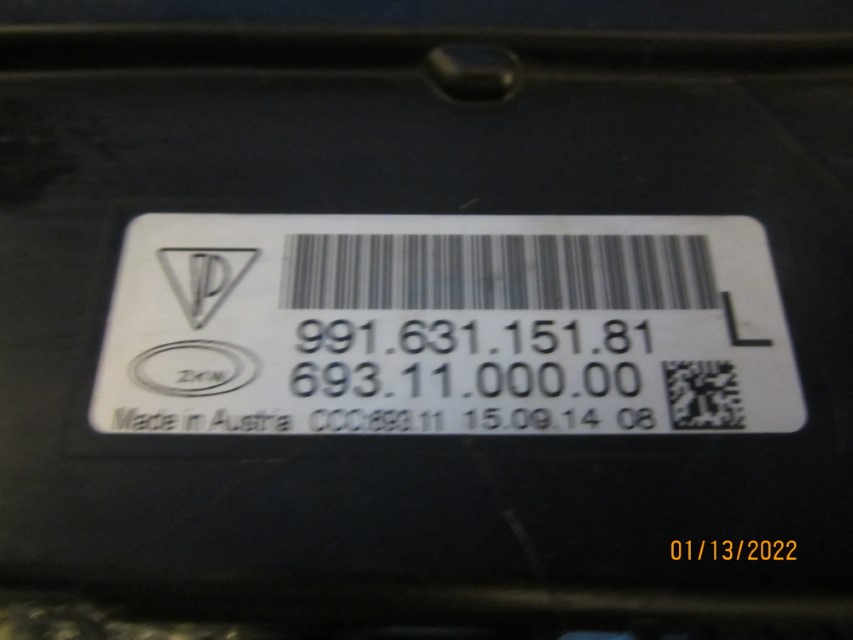 991.631.151.81
L
ZKW
693.11.000.00
Made in Austria CCC:693.11 15.09.14 08
01/13/2022